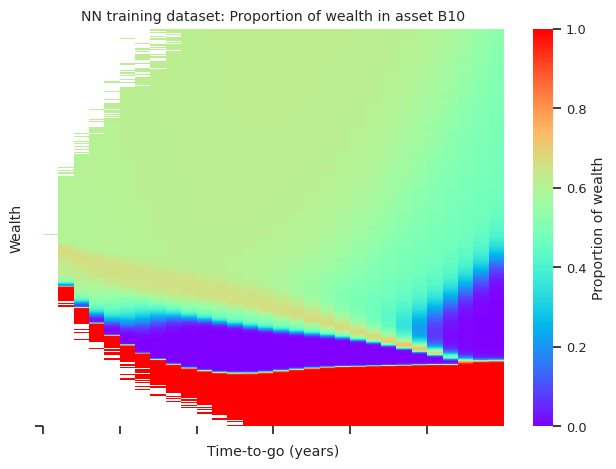 NN training dataset: Proportion of wealth in asset B10
Wealth
Time-to-go (years)
1.0
0.8
0.6
0.4
0.2
0.0
Proportion of wealth